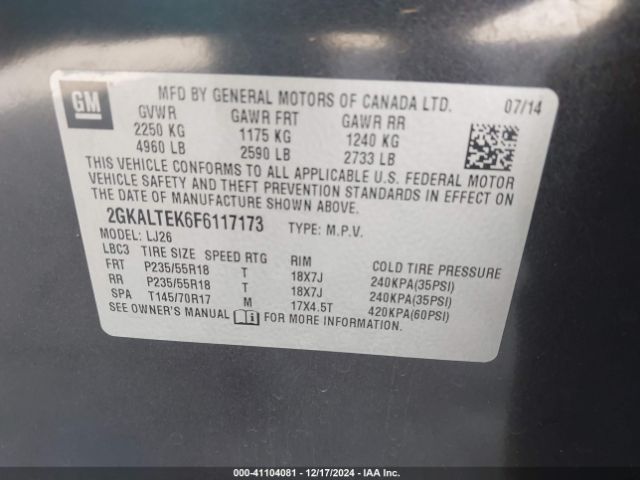 GM
MFD BY GENERAL MOTORS OF CANADA LTD. 07/14
GVWR GAWR FRT GAWR RR
2250 KG 1175 KG 1240 KG
4960 LB 2590 LB 2733 LB
THIS VEHICLE CONFORMS TO ALL APPLICABLE U.S. FEDERAL MOTOR
VEHICLE SAFETY AND THEFT PREVENTION STANDARDS IN EFFECT ON
THE DATE OF MANUFACTURE SHOWN ABOVE.
2GKALTEK6F6117173 TYPE: M.P.V.
MODEL: LJ26
LBC3 TIRE SIZE SPEED RTG RIM COLD TIRE PRESSURE
FRT P235/55R18 T 18X7J 240KPA(35PSI)
RR P235/55R18 T 18X7J 240KPA(35PSI)
SPA T145/70R17 M 17X4.5T 420KPA(60PSI)
SEE OWNER'S MANUAL FOR MORE INFORMATION.
000-41104081 - 12/17/2024 - IAAI.COM